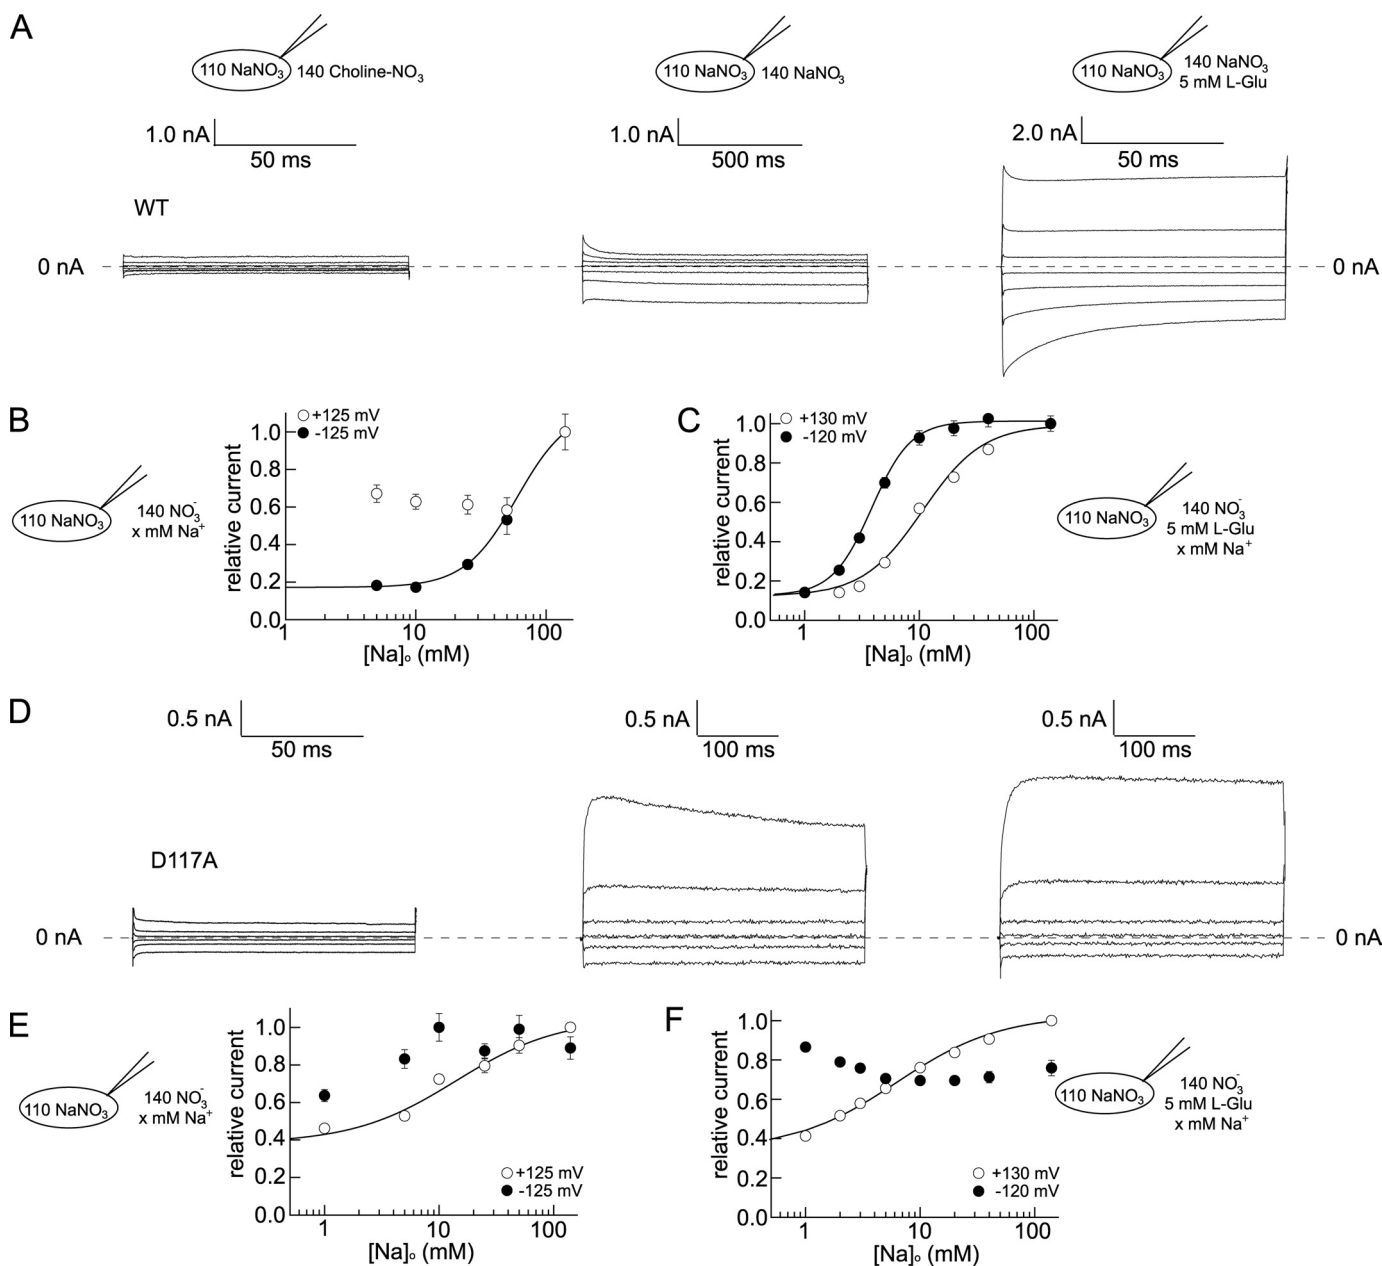 A
110 NaNO₃ 140 Choline-NO₃
110 NaNO₃ 140 NaNO₃
110 NaNO₃ 140 NaNO₃
5 mM L-Glu
1.0 nA
50 ms
1.0 nA
500 ms
2.0 nA
50 ms
WT
0 nA
0 nA
B
110 NaNO₃
140 NO₃⁻
x mM Na⁺
relative current
+125 mV
-125 mV
1.0
0.8
0.6
0.4
0.2
0.0
1 10 100
[Na]ₒ (mM)
C
relative current
+130 mV
-120 mV
1.0
0.8
0.6
0.4
0.2
0.0
1 10 100
[Na]ₒ (mM)
110 NaNO₃
140 NO₃⁻
5 mM L-Glu
x mM Na⁺
D
0.5 nA
50 ms
0.5 nA
100 ms
0.5 nA
100 ms
D117A
0 nA
0 nA
E
110 NaNO₃
140 NO₃⁻
x mM Na⁺
relative current
1.0
0.8
0.6
0.4
0.2
0.0
+125 mV
-125 mV
1 10 100
[Na]ₒ (mM)
F
relative current
1.0
0.8
0.6
0.4
0.2
0.0
+130 mV
-120 mV
1 10 100
[Na]ₒ (mM)
110 NaNO₃
140 NO₃⁻
5 mM L-Glu
x mM Na⁺